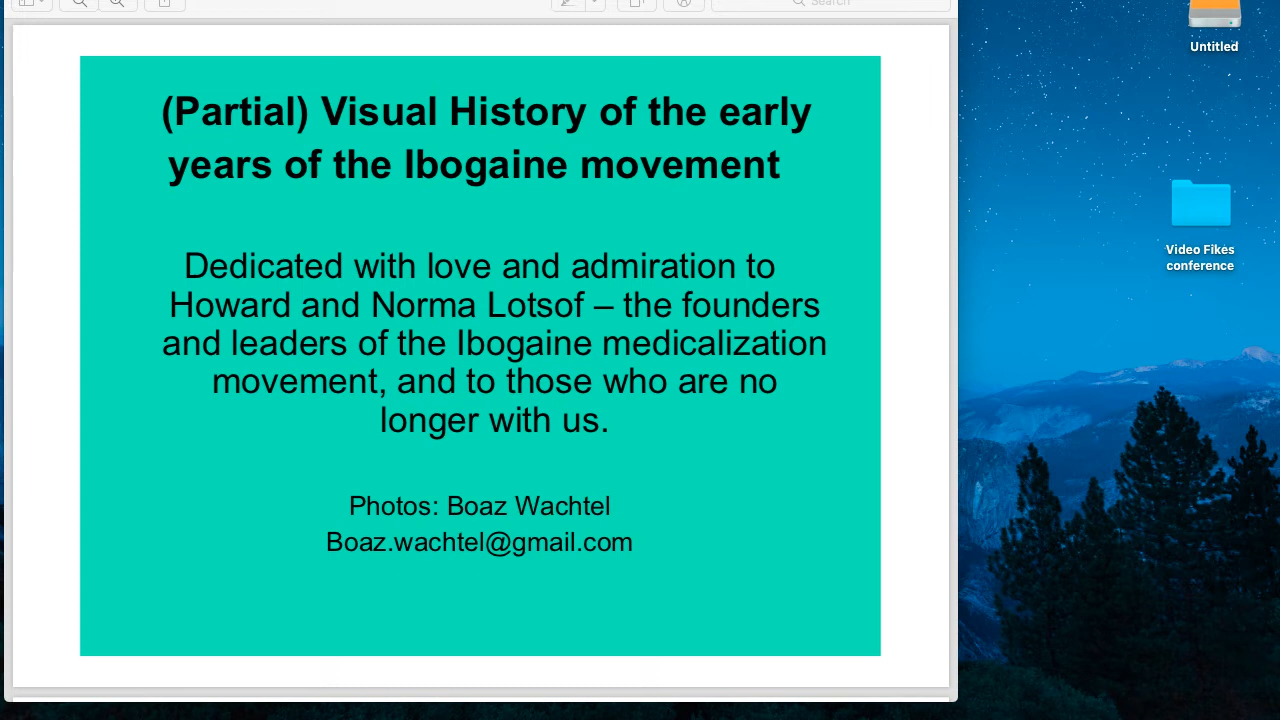 Search
Untitled
(Partial) Visual History of the early
years of the Ibogaine movement
Dedicated with love and admiration to
Howard and Norma Lotsof – the founders
and leaders of the Ibogaine medicalization
movement, and to those who are no
longer with us.
Photos: Boaz Wachtel
Boaz.wachtel@gmail.com
Video Fikes
conference